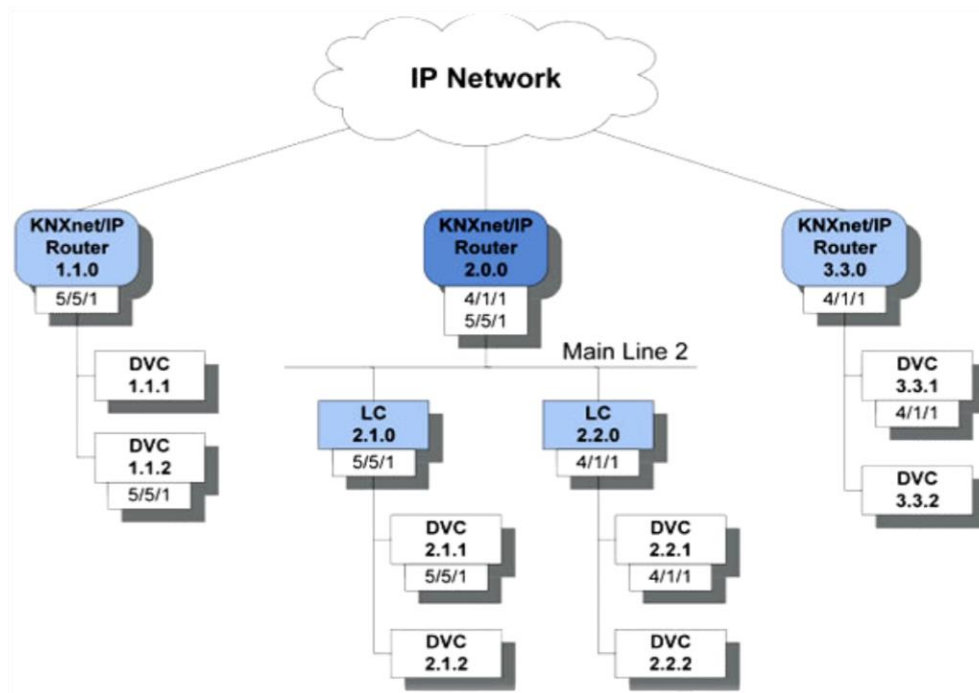 IP Network
KNXnet/IP
Router
1.1.0
5/5/1
DVC
1.1.1
DVC
1.1.2
5/5/1
KNXnet/IP
Router
2.0.0
4/1/1
5/5/1
Main Line 2
LC
2.1.0
5/5/1
DVC
2.1.1
5/5/1
DVC
2.1.2
LC
2.2.0
4/1/1
DVC
2.2.1
4/1/1
DVC
2.2.2
KNXnet/IP
Router
3.3.0
4/1/1
DVC
3.3.1
4/1/1
DVC
3.3.2